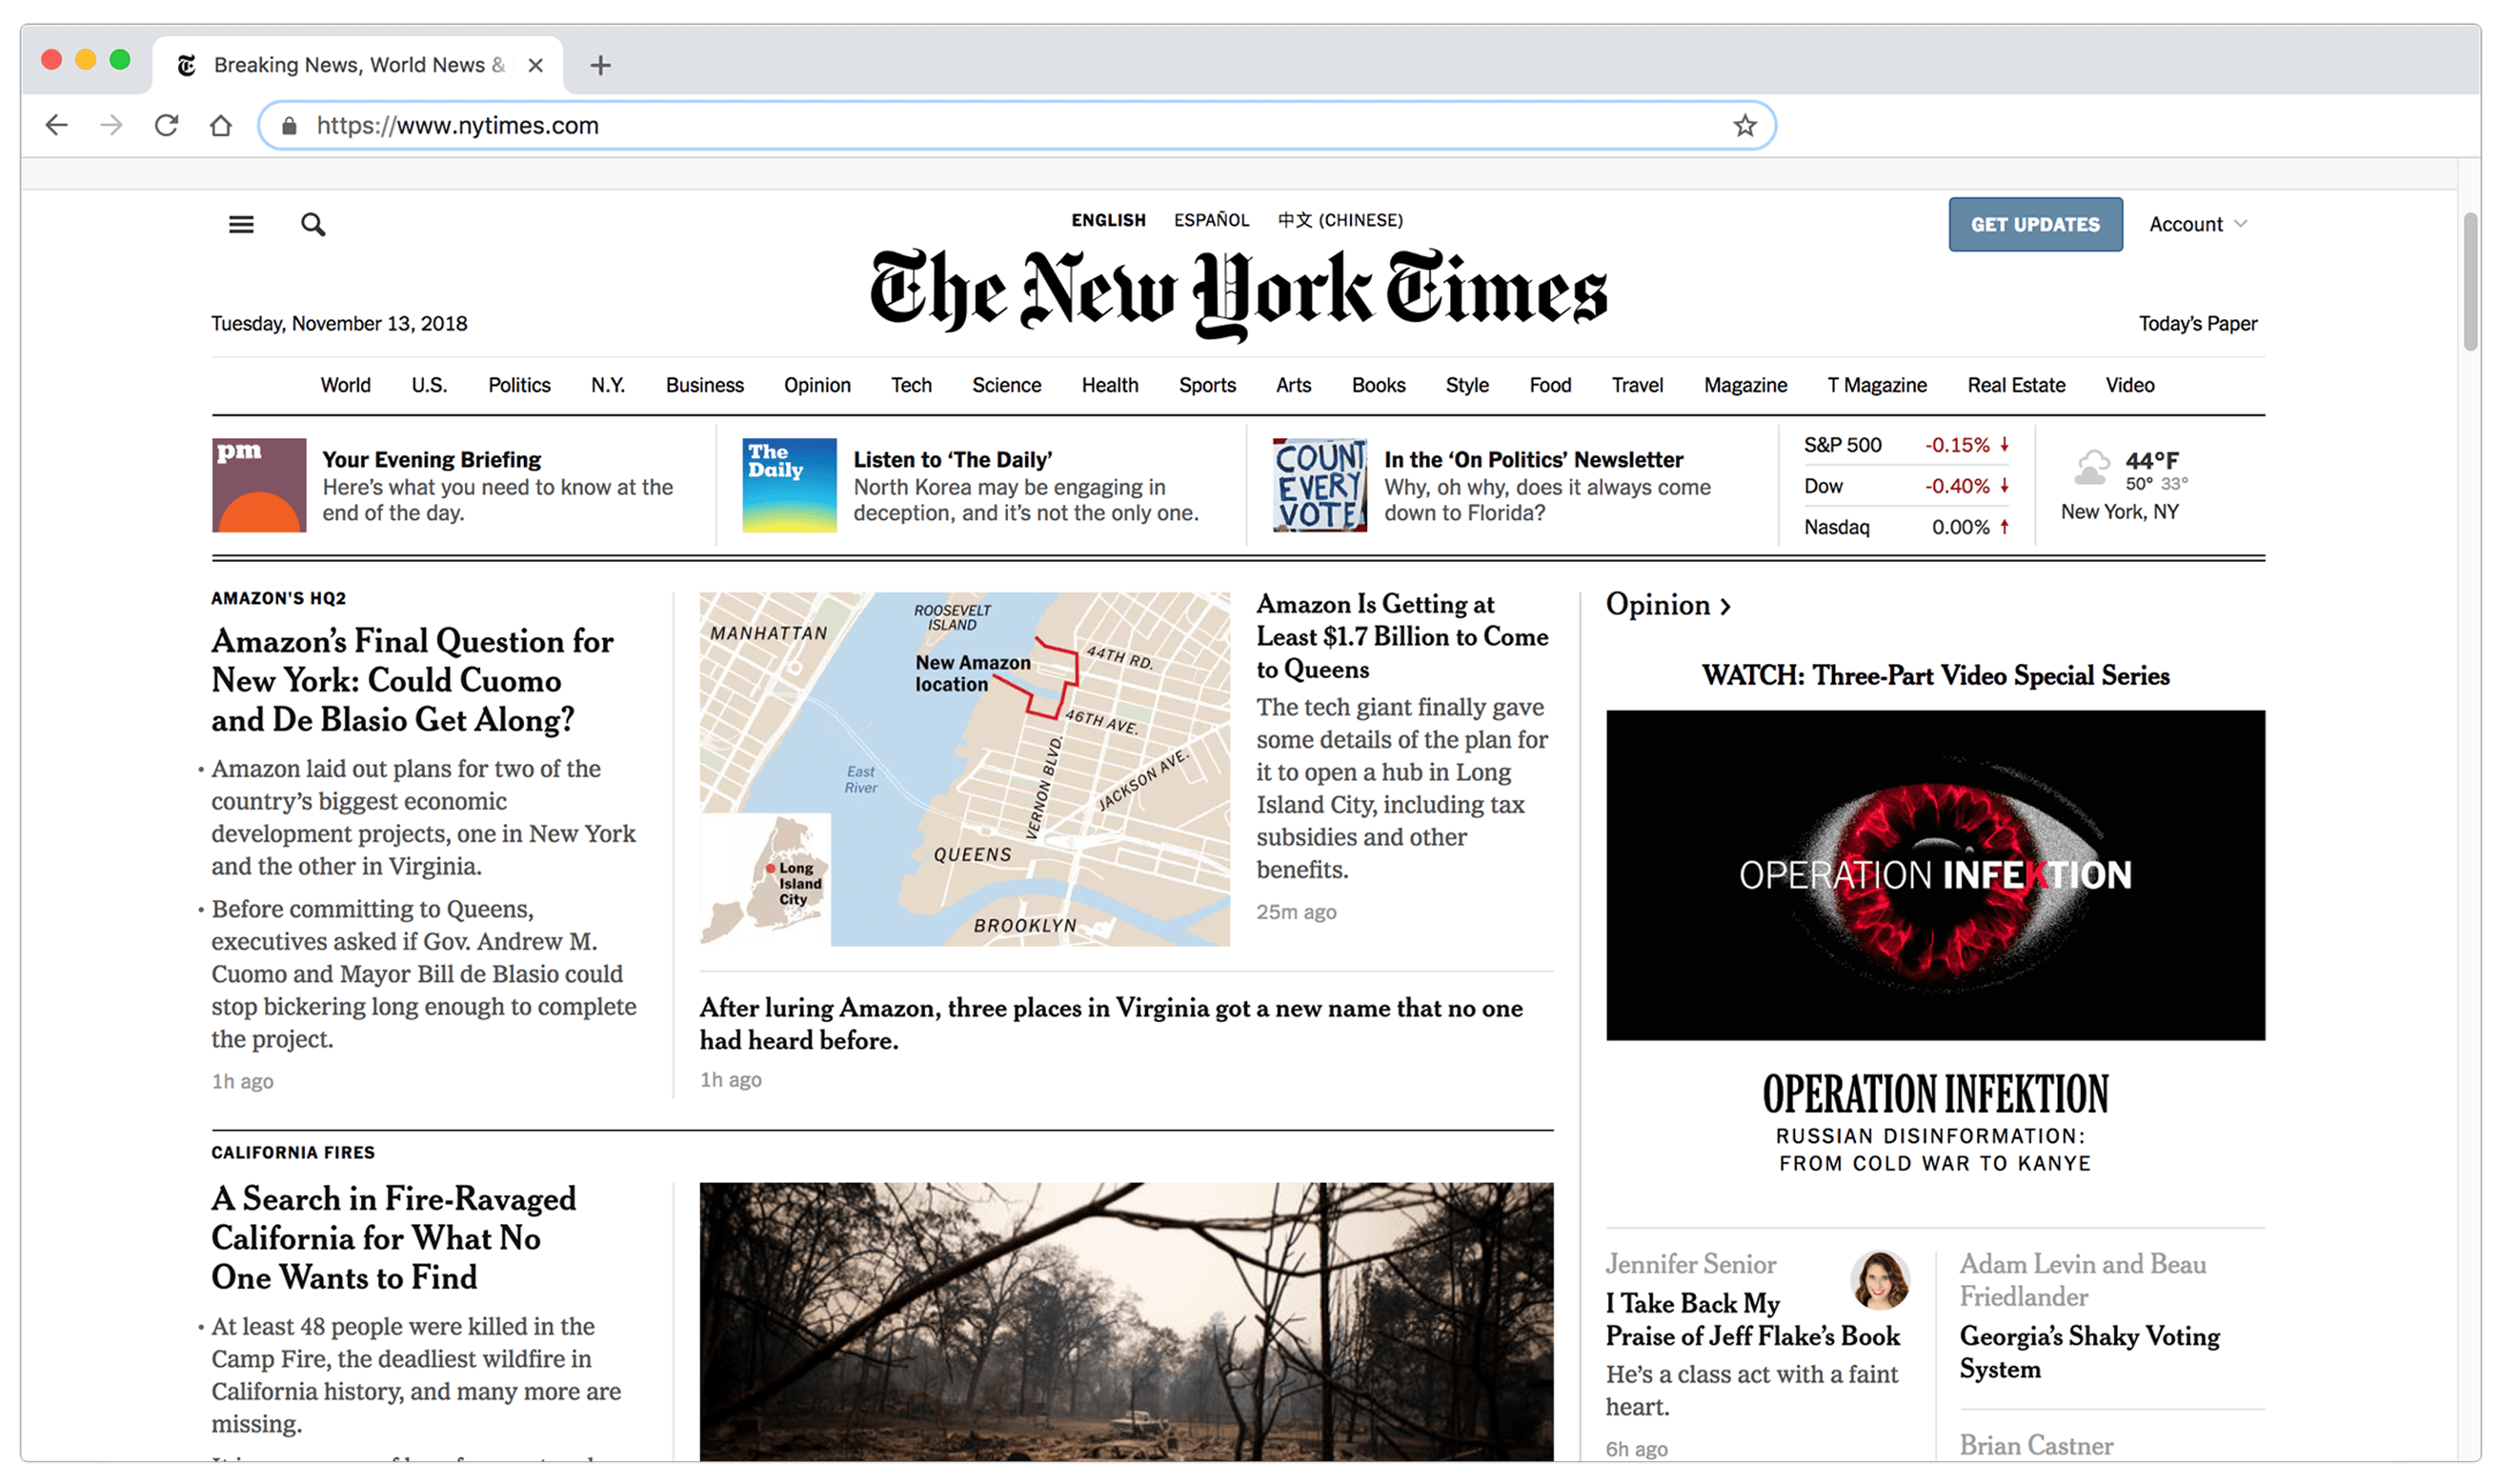 Breaking News, World News &
https://www.nytimes.com
ENGLISH ESPAÑOL 中文 (CHINESE)
GET UPDATES
Account
The New York Times
Tuesday, November 13, 2018
Today's Paper
World U.S. Politics N.Y. Business Opinion Tech Science Health Sports Arts Books Style Food Travel Magazine T Magazine Real Estate Video
pm
Your Evening Briefing
Here's what you need to know at the
end of the day.
The
Daily
Listen to ‘The Daily’
North Korea may be engaging in
deception, and it's not the only one.
COUNT
EVERY
VOTE
In the ‘On Politics’ Newsletter
Why, oh why, does it always come
down to Florida?
S&P 500 -0.15% ↓
Dow -0.40% ↓
Nasdaq 0.00% ↑
44°F
50° 33°
New York, NY
AMAZON'S HQ2
Amazon's Final Question for
New York: Could Cuomo
and De Blasio Get Along?
• Amazon laid out plans for two of the
country's biggest economic
development projects, one in New York
and the other in Virginia.
• Before committing to Queens,
executives asked if Gov. Andrew M.
Cuomo and Mayor Bill de Blasio could
stop bickering long enough to complete
the project.
1h ago
MANHATTAN
ROOSEVELT
ISLAND
New Amazon
location
44TH RD.
46TH AVE.
East
River
VERNON BLVD.
JACKSON AVE.
QUEENS
Long
Island
City
BROOKLYN
Amazon Is Getting at
Least $1.7 Billion to Come
to Queens
The tech giant finally gave
some details of the plan for
it to open a hub in Long
Island City, including tax
subsidies and other
benefits.
25m ago
After luring Amazon, three places in Virginia got a new name that no one
had heard before.
1h ago
CALIFORNIA FIRES
A Search in Fire-Ravaged
California for What No
One Wants to Find
• At least 48 people were killed in the
Camp Fire, the deadliest wildfire in
California history, and many more are
missing.
Opinion >
WATCH: Three-Part Video Special Series
OPERATION INFEKTION
OPERATION INFEKTION
RUSSIAN DISINFORMATION:
FROM COLD WAR TO KANYE
Jennifer Senior
I Take Back My
Praise of Jeff Flake's Book
He's a class act with a faint
heart.
6h ago
Adam Levin and Beau
Friedlander
Georgia's Shaky Voting
System
Brian Castner